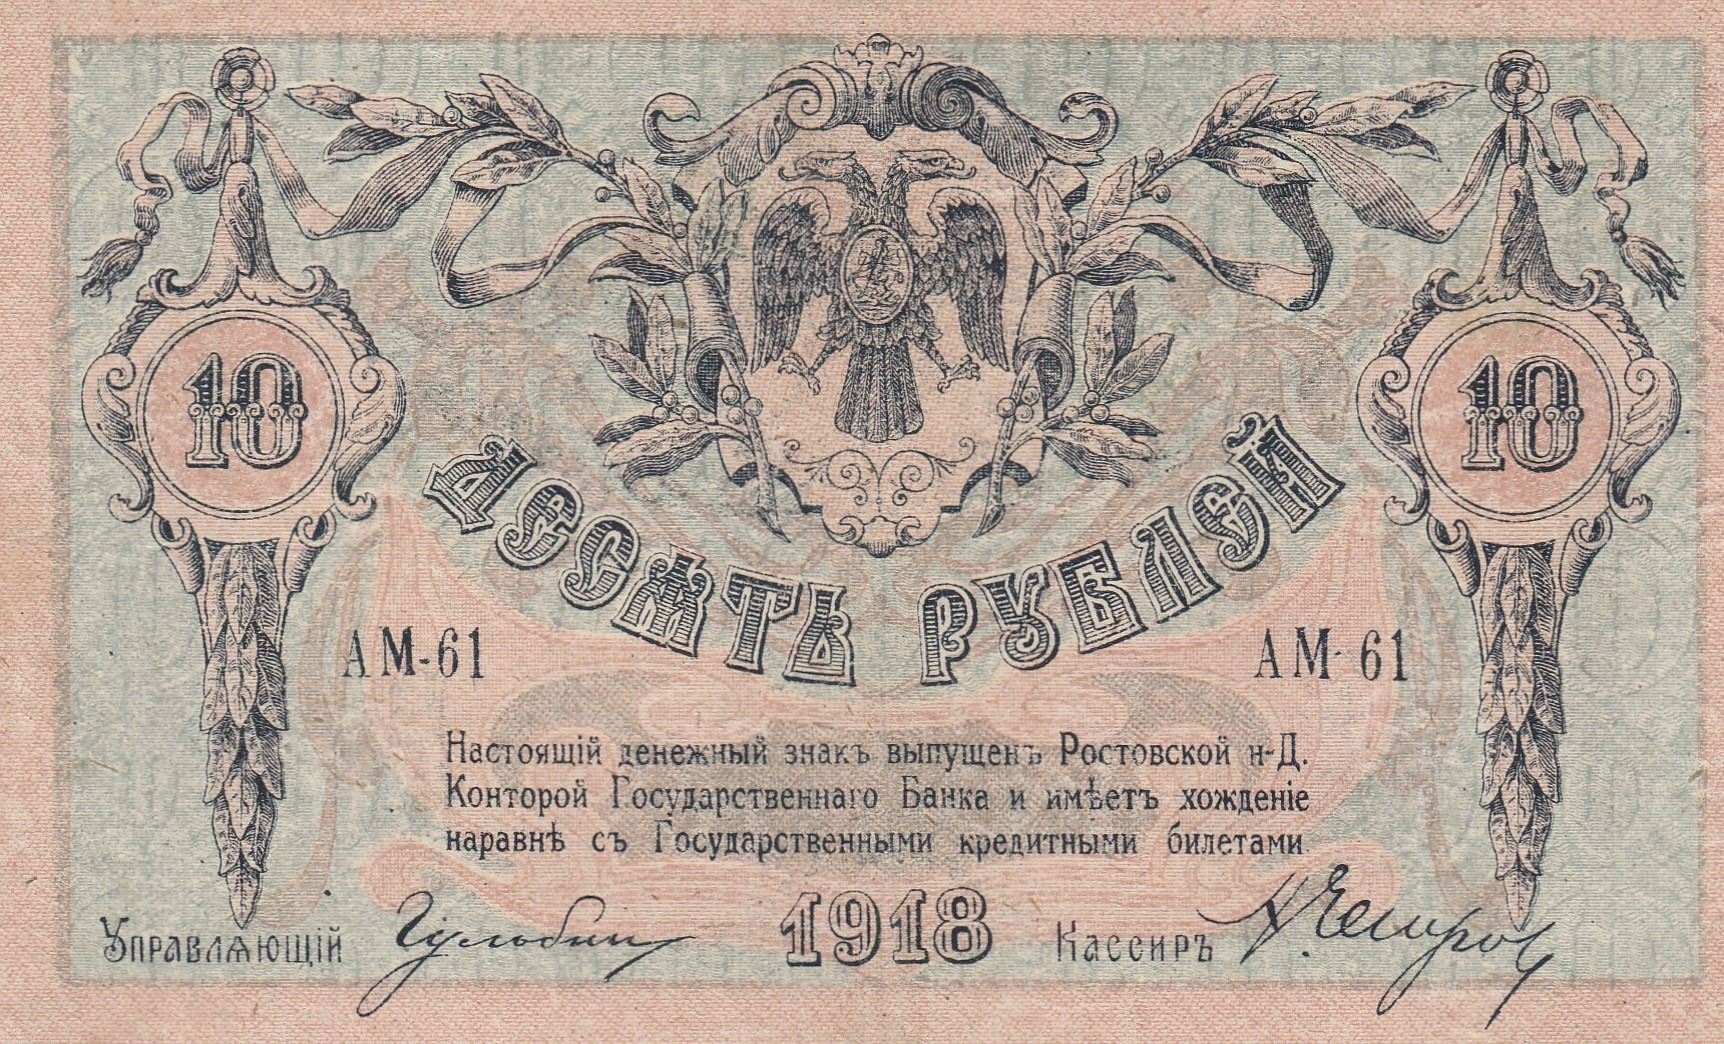 10
10
ДЕСЯТЬ РУБЛЕЙ
АМ-61
АМ-61
Настоящій денежный знакъ выпущенъ Ростовской н-Д.
Конторой Государственнаго Банка и имѣетъ хожденіе
наравнѣ съ Государственными кредитными билетами.
Управляющій
1918
Кассиръ